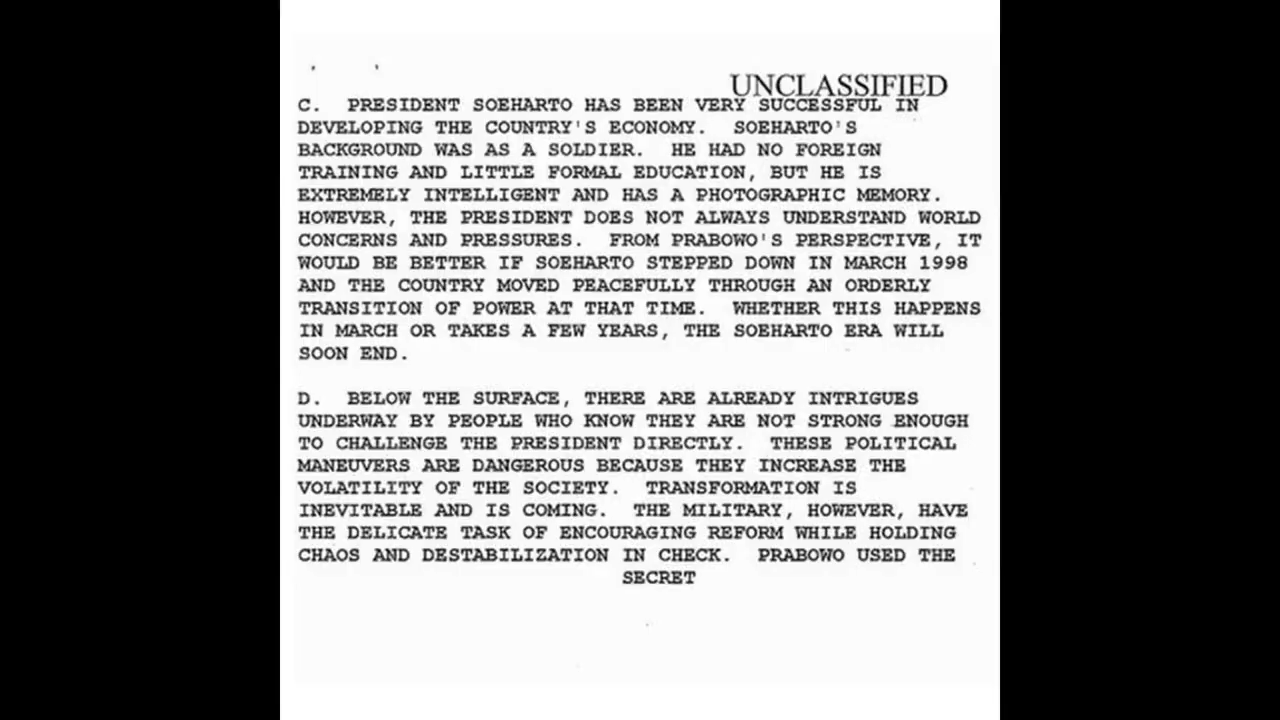 UNCLASSIFIED
C. PRESIDENT SOEHARTO HAS BEEN VERY SUCCESSFUL IN
DEVELOPING THE COUNTRY'S ECONOMY. SOEHARTO'S
BACKGROUND WAS AS A SOLDIER. HE HAD NO FOREIGN
TRAINING AND LITTLE FORMAL EDUCATION, BUT HE IS
EXTREMELY INTELLIGENT AND HAS A PHOTOGRAPHIC MEMORY.
HOWEVER, THE PRESIDENT DOES NOT ALWAYS UNDERSTAND WORLD
CONCERNS AND PRESSURES. FROM PRABOWO'S PERSPECTIVE, IT
WOULD BE BETTER IF SOEHARTO STEPPED DOWN IN MARCH 1998
AND THE COUNTRY MOVED PEACEFULLY THROUGH AN ORDERLY
TRANSITION OF POWER AT THAT TIME. WHETHER THIS HAPPENS
IN MARCH OR TAKES A FEW YEARS, THE SOEHARTO ERA WILL
SOON END.
D. BELOW THE SURFACE, THERE ARE ALREADY INTRIGUES
UNDERWAY BY PEOPLE WHO KNOW THEY ARE NOT STRONG ENOUGH
TO CHALLENGE THE PRESIDENT DIRECTLY. THESE POLITICAL
MANEUVERS ARE DANGEROUS BECAUSE THEY INCREASE THE
VOLATILITY OF THE SOCIETY. TRANSFORMATION IS
INEVITABLE AND IS COMING. THE MILITARY, HOWEVER, HAVE
THE DELICATE TASK OF ENCOURAGING REFORM WHILE HOLDING
CHAOS AND DESTABILIZATION IN CHECK. PRABOWO USED THE
SECRET